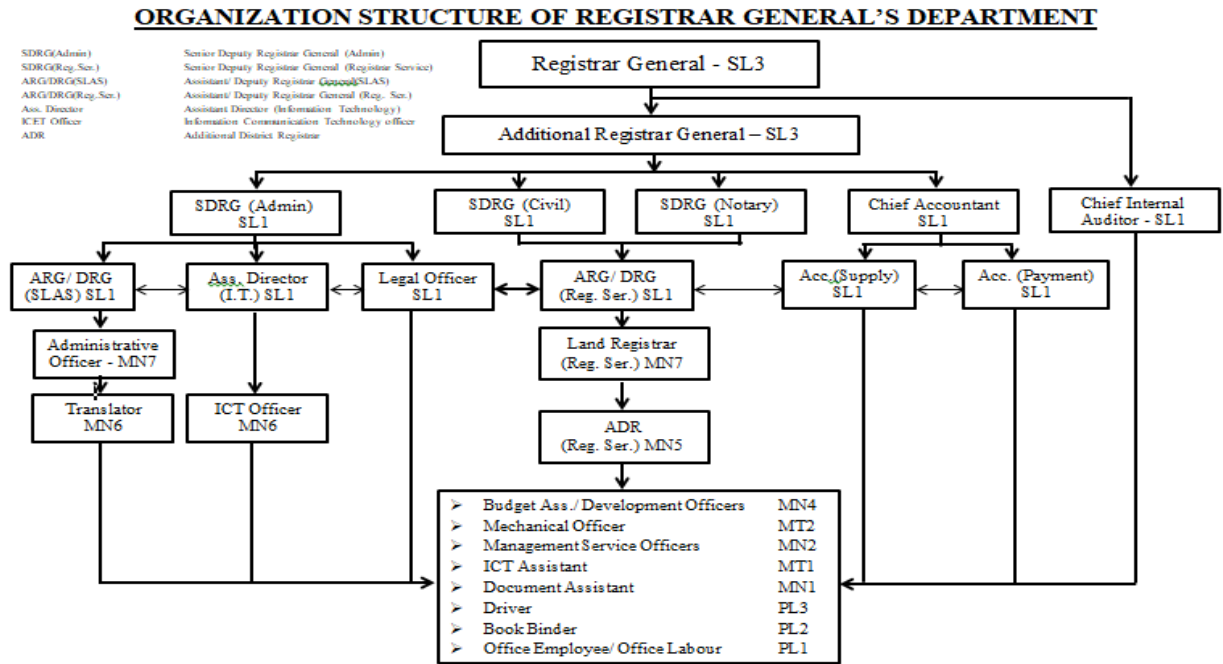 ORGANIZATION STRUCTURE OF REGISTRAR GENERAL'S DEPARTMENT
SDRG(Admin) Senior Deputy Registrar General (Admin)
SDRG(Reg.Ser.) Senior Deputy Registrar General (Registrar Service)
ARG/DRG(SLAS) Assistant/ Deputy Registrar General(SLAS)
ARG/DRG(Reg.Ser.) Assistant/ Deputy Registrar General (Reg. Ser.)
Ass. Director Assistant Director (Information Technology)
ICET Officer Information Communication Technology officer
ADR Additional District Registrar
Registrar General - SL3
Additional Registrar General – SL3
SDRG (Admin)
SL1
SDRG (Civil)
SL1
SDRG (Notary)
SL1
Chief Accountant
SL1
Chief Internal
Auditor - SL1
ARG/ DRG
(SLAS) SL1
Ass. Director
(I.T.) SL1
Legal Officer
SL1
ARG/ DRG
(Reg. Ser.) SL1
Acc.(Supply)
SL1
Acc. (Payment)
SL1
Administrative
Officer - MN7
Land Registrar
(Reg. Ser.) MN7
Translator
MN6
ICT Officer
MN6
ADR
(Reg. Ser.) MN5
➢ Budget Ass./ Development Officers MN4
➢ Mechanical Officer MT2
➢ Management Service Officers MN2
➢ ICT Assistant MT1
➢ Document Assistant MN1
➢ Driver PL3
➢ Book Binder PL2
➢ Office Employee/ Office Labour PL1